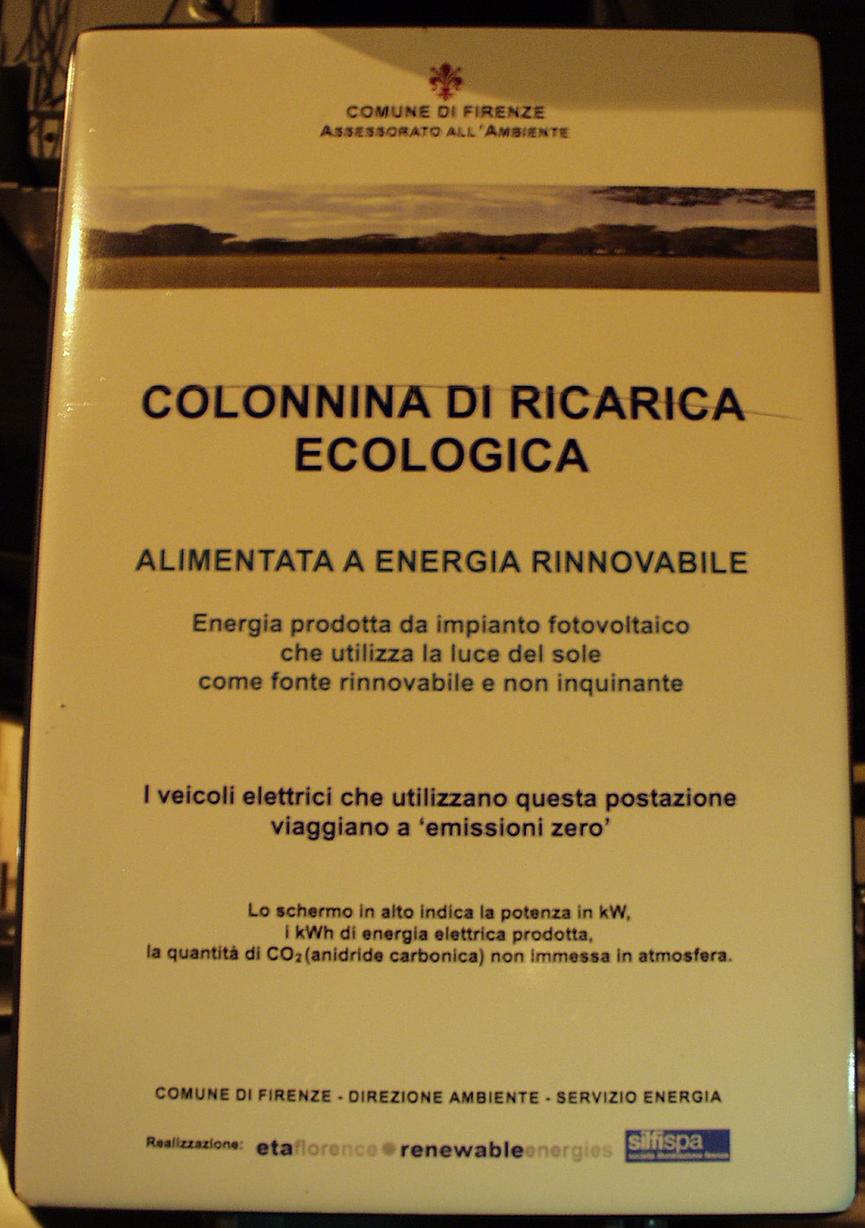 COMUNE DI FIRENZE
ASSESSORATO ALL'AMBIENTE
COLONNINA DI RICARICA
ECOLOGICA
ALIMENTATA A ENERGIA RINNOVABILE
Energia prodotta da impianto fotovoltaico
che utilizza la luce del sole
come fonte rinnovabile e non inquinante
I veicoli elettrici che utilizzano questa postazione
viaggiano a ‘emissioni zero’
Lo schermo in alto indica la potenza in kW,
i kWh di energia elettrica prodotta,
la quantità di CO₂ (anidride carbonica) non immessa in atmosfera.
COMUNE DI FIRENZE - DIREZIONE AMBIENTE - SERVIZIO ENERGIA
Realizzazione: etaflorence renewableenergies silfispa
società illuminazione firenze